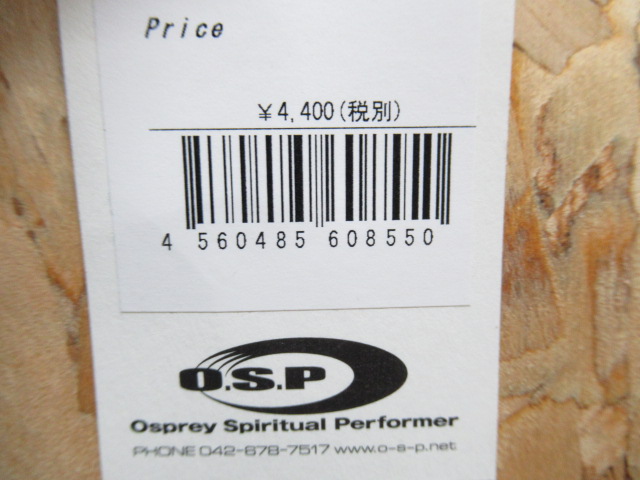 Price
¥4,400(税別)
4 560485 608550
O.S.P
Osprey Spiritual Performer
PHONE 042-678-7517 www.o-s-p.net